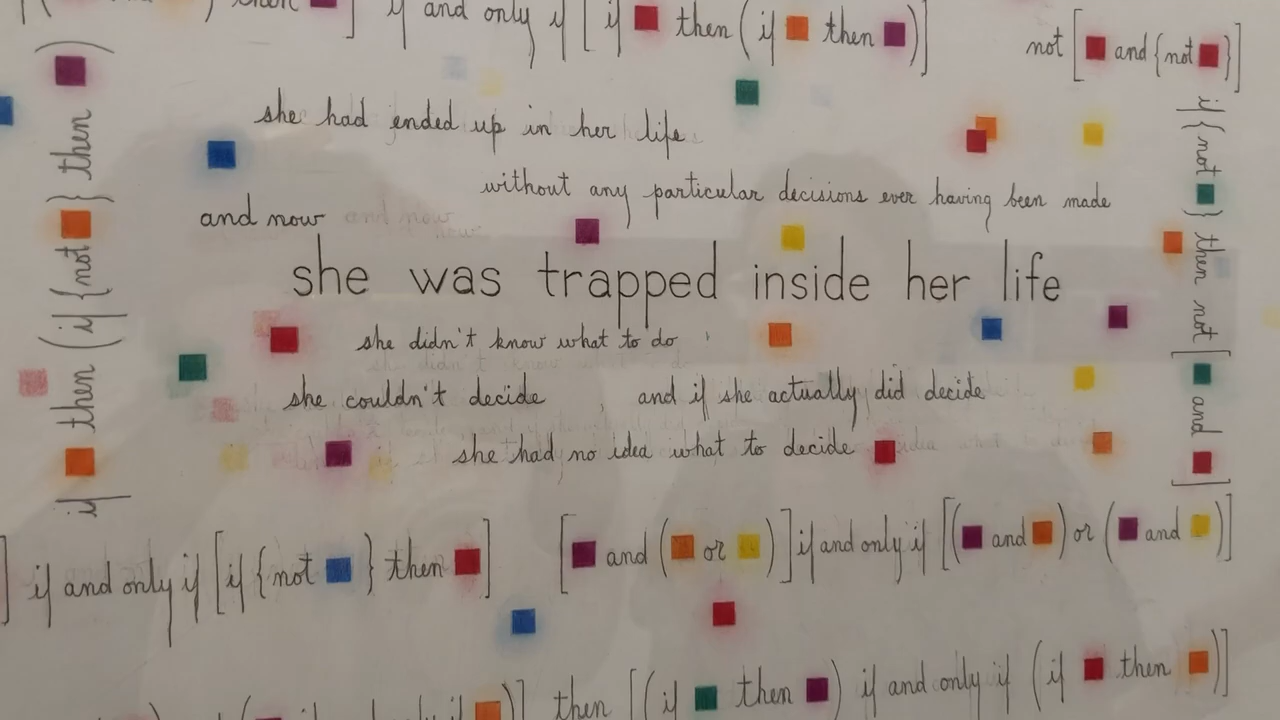 if and only if [ if ■ then ( if ■ then ■ ) ]
not [ ■ and { not ■ } ]
if { not ■ } then not [ ■ and ■ ]
if ■ then ( if { not ■ } then ■ )
she had ended up in her life
without any particular decisions ever having been made
and now
she was trapped inside her life
she didn't know what to do
she couldn't decide and if she actually did decide
she had no idea what to decide
] if and only if [ if { not ■ } then ■ ]
[ ■ and ( ■ or ■ ) ] if and only if [ ( ■ and ■ ) or ( ■ and ■ ) ]
then [ ( if ■ then ■ ) if and only if ( if ■ then ■ ) ]